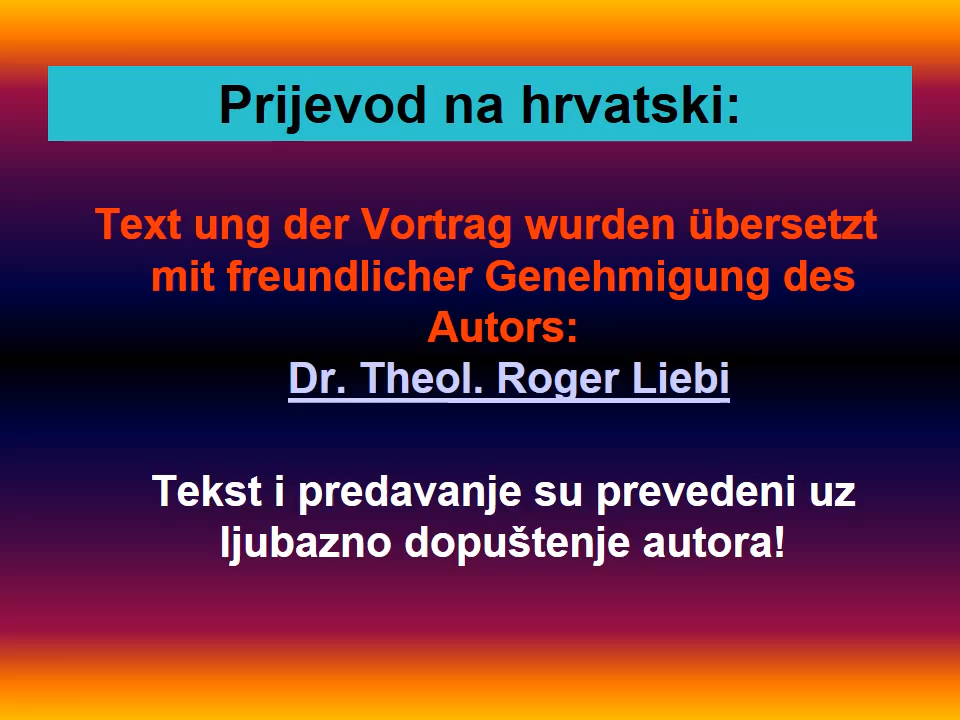 Prijevod na hrvatski:
Text ung der Vortrag wurden übersetzt
mit freundlicher Genehmigung des
Autors:
Dr. Theol. Roger Liebi
Tekst i predavanje su prevedeni uz
ljubazno dopuštenje autora!